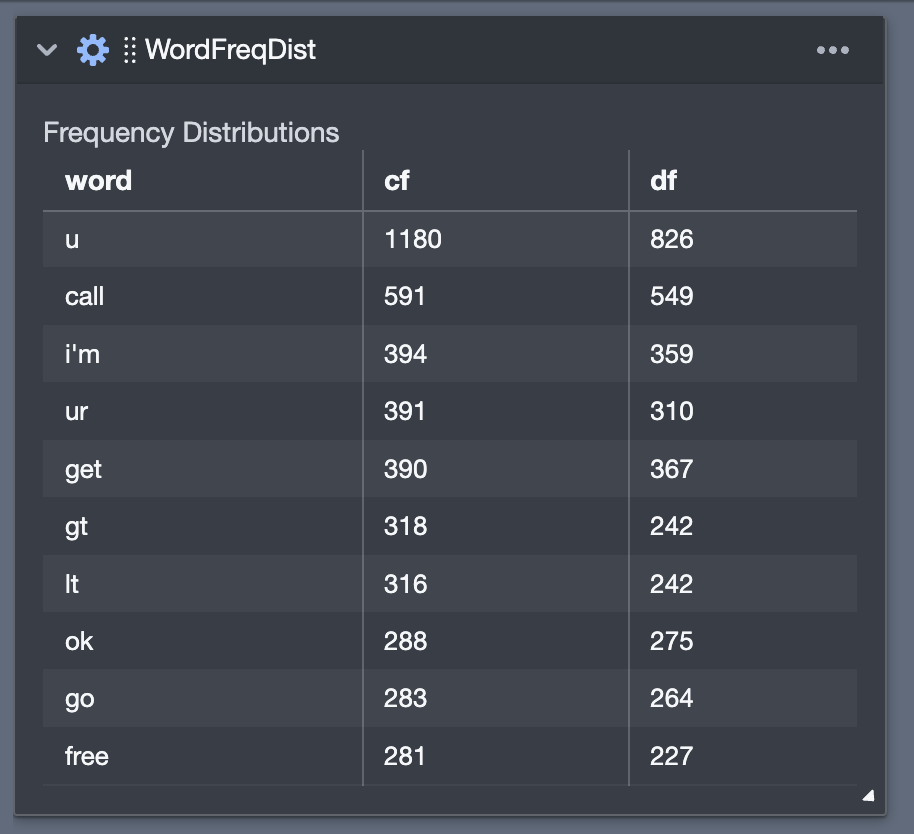 WordFreqDist
Frequency Distributions
word cf df
u 1180 826
call 591 549
i'm 394 359
ur 391 310
get 390 367
gt 318 242
lt 316 242
ok 288 275
go 283 264
free 281 227